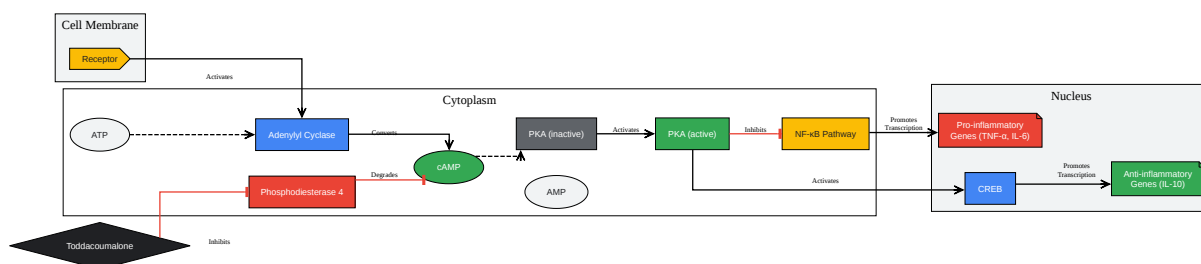 Cell Membrane
Receptor
Activates
Cytoplasm
ATP
Adenylyl Cyclase
Converts
cAMP
Phosphodiesterase 4
Degrades
Toddacoumalone
Inhibits
PKA (inactive)
AMP
Activates
PKA (active)
Inhibits
NF-κB Pathway
Activates
Promotes
Transcription
Nucleus
Pro-inflammatory
Genes (TNF-α, IL-6)
CREB
Promotes
Transcription
Anti-inflammatory
Genes (IL-10)